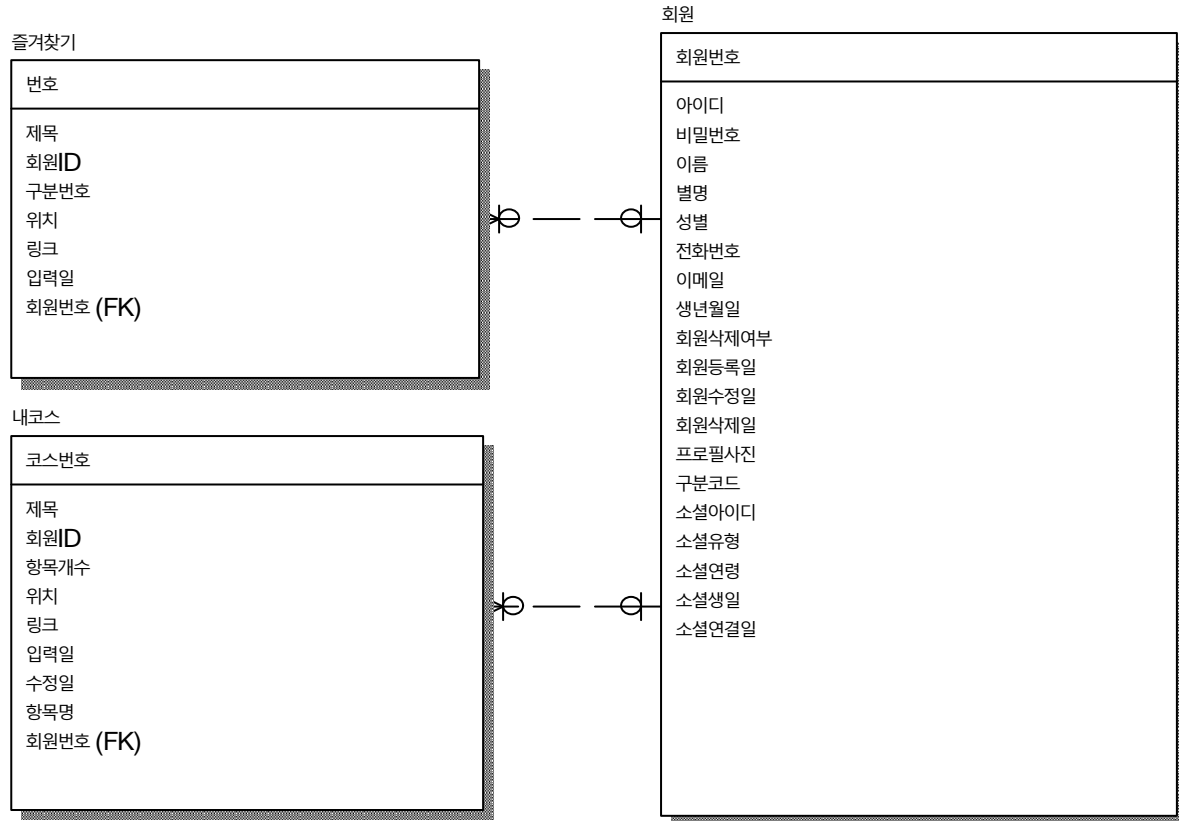 즐겨찾기
번호
제목
회원ID
구분번호
위치
링크
입력일
회원번호 (FK)
내코스
코스번호
제목
회원ID
항목개수
위치
링크
입력일
수정일
항목명
회원번호 (FK)
회원
회원번호
아이디
비밀번호
이름
별명
성별
전화번호
이메일
생년월일
회원삭제여부
회원등록일
회원수정일
회원삭제일
프로필사진
구분코드
소셜아이디
소셜유형
소셜연령
소셜생일
소셜연결일